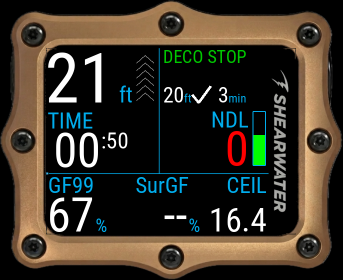 DECO STOP
21 ft
20ft✓ 3min
TIME
00:50
NDL
0
SHEARWATER
GF99
67%
SurGF
--%
CEIL
16.4